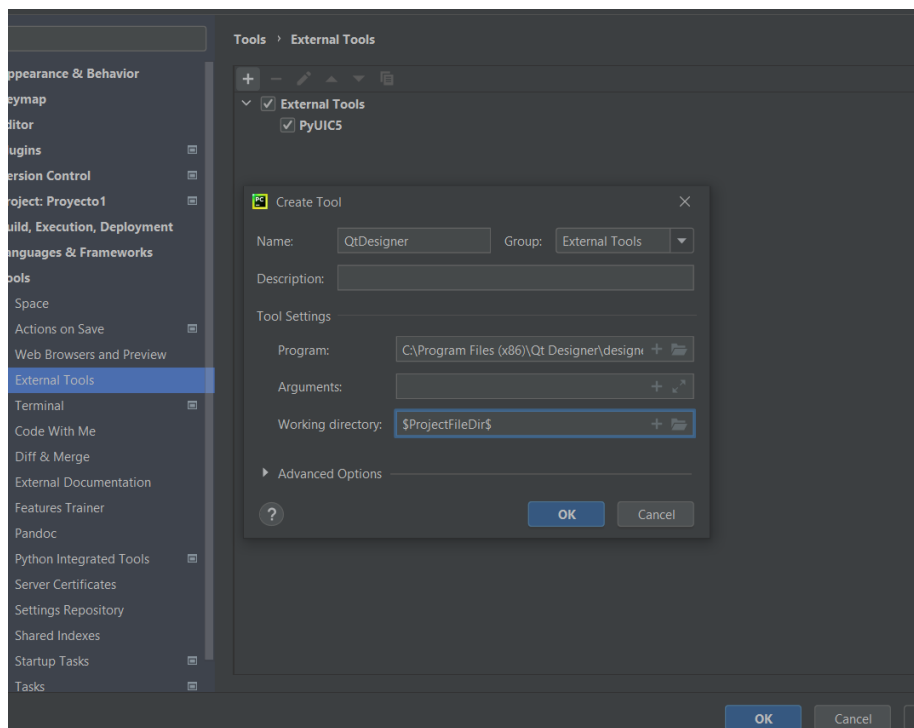 Tools › External Tools
ppearance & Behavior
eymap
ditor
ugins
ersion Control
roject: Proyecto1
uild, Execution, Deployment
anguages & Frameworks
ools
Space
Actions on Save
Web Browsers and Preview
External Tools
Terminal
Code With Me
Diff & Merge
External Documentation
Features Trainer
Pandoc
Python Integrated Tools
Server Certificates
Settings Repository
Shared Indexes
Startup Tasks
Tasks
External Tools
PyUIC5
PC Create Tool
Name: QtDesigner Group: External Tools
Description:
Tool Settings
Program: C:\Program Files (x86)\Qt Designer\designe
Arguments:
Working directory: $ProjectFileDir$
Advanced Options
? OK Cancel
OK Cancel